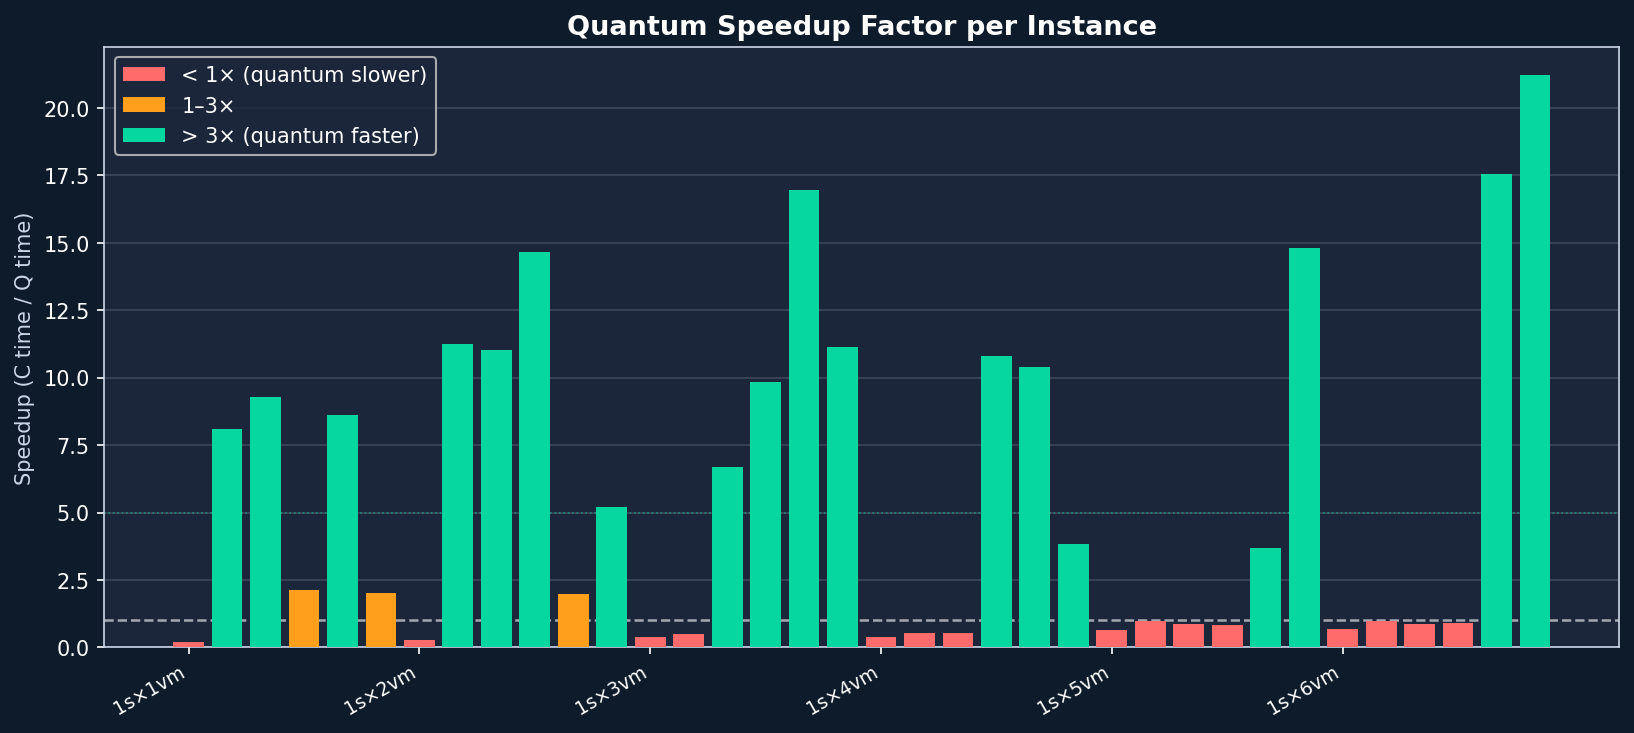 Quantum Speedup Factor per Instance
< 1× (quantum slower)
1–3×
> 3× (quantum faster)
Speedup (C time / Q time)
20.0
17.5
15.0
12.5
10.0
7.5
5.0
2.5
0.0
1s×1vm
1s×2vm
1s×3vm
1s×4vm
1s×5vm
1s×6vm